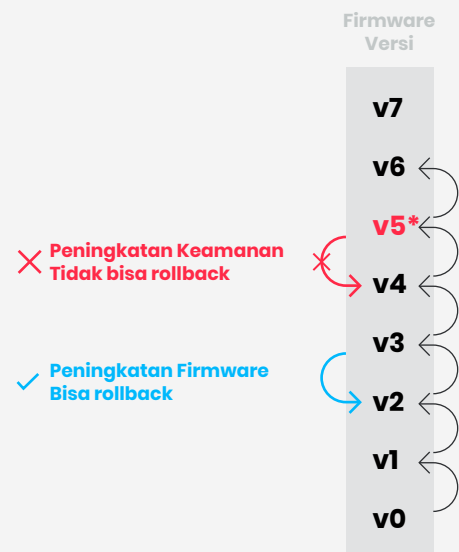 Firmware
Versi
v7
v6
v5*
Peningkatan Keamanan
Tidak bisa rollback
v4
v3
Peningkatan Firmware
Bisa rollback
v2
v1
v0